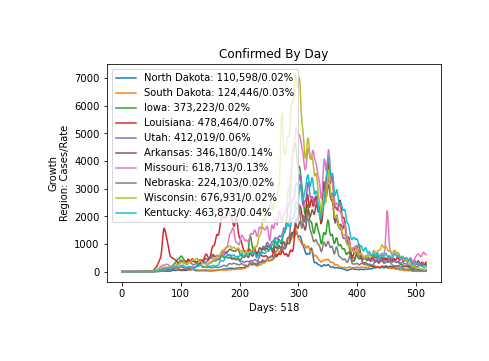 Confirmed By Day
7000
6000
5000
4000
3000
2000
1000
0
Growth
Region: Cases/Rate
North Dakota: 110,598/0.02%
South Dakota: 124,446/0.03%
Iowa: 373,223/0.02%
Louisiana: 478,464/0.07%
Utah: 412,019/0.06%
Arkansas: 346,180/0.14%
Missouri: 618,713/0.13%
Nebraska: 224,103/0.02%
Wisconsin: 676,931/0.02%
Kentucky: 463,873/0.04%
0 100 200 300 400 500
Days: 518